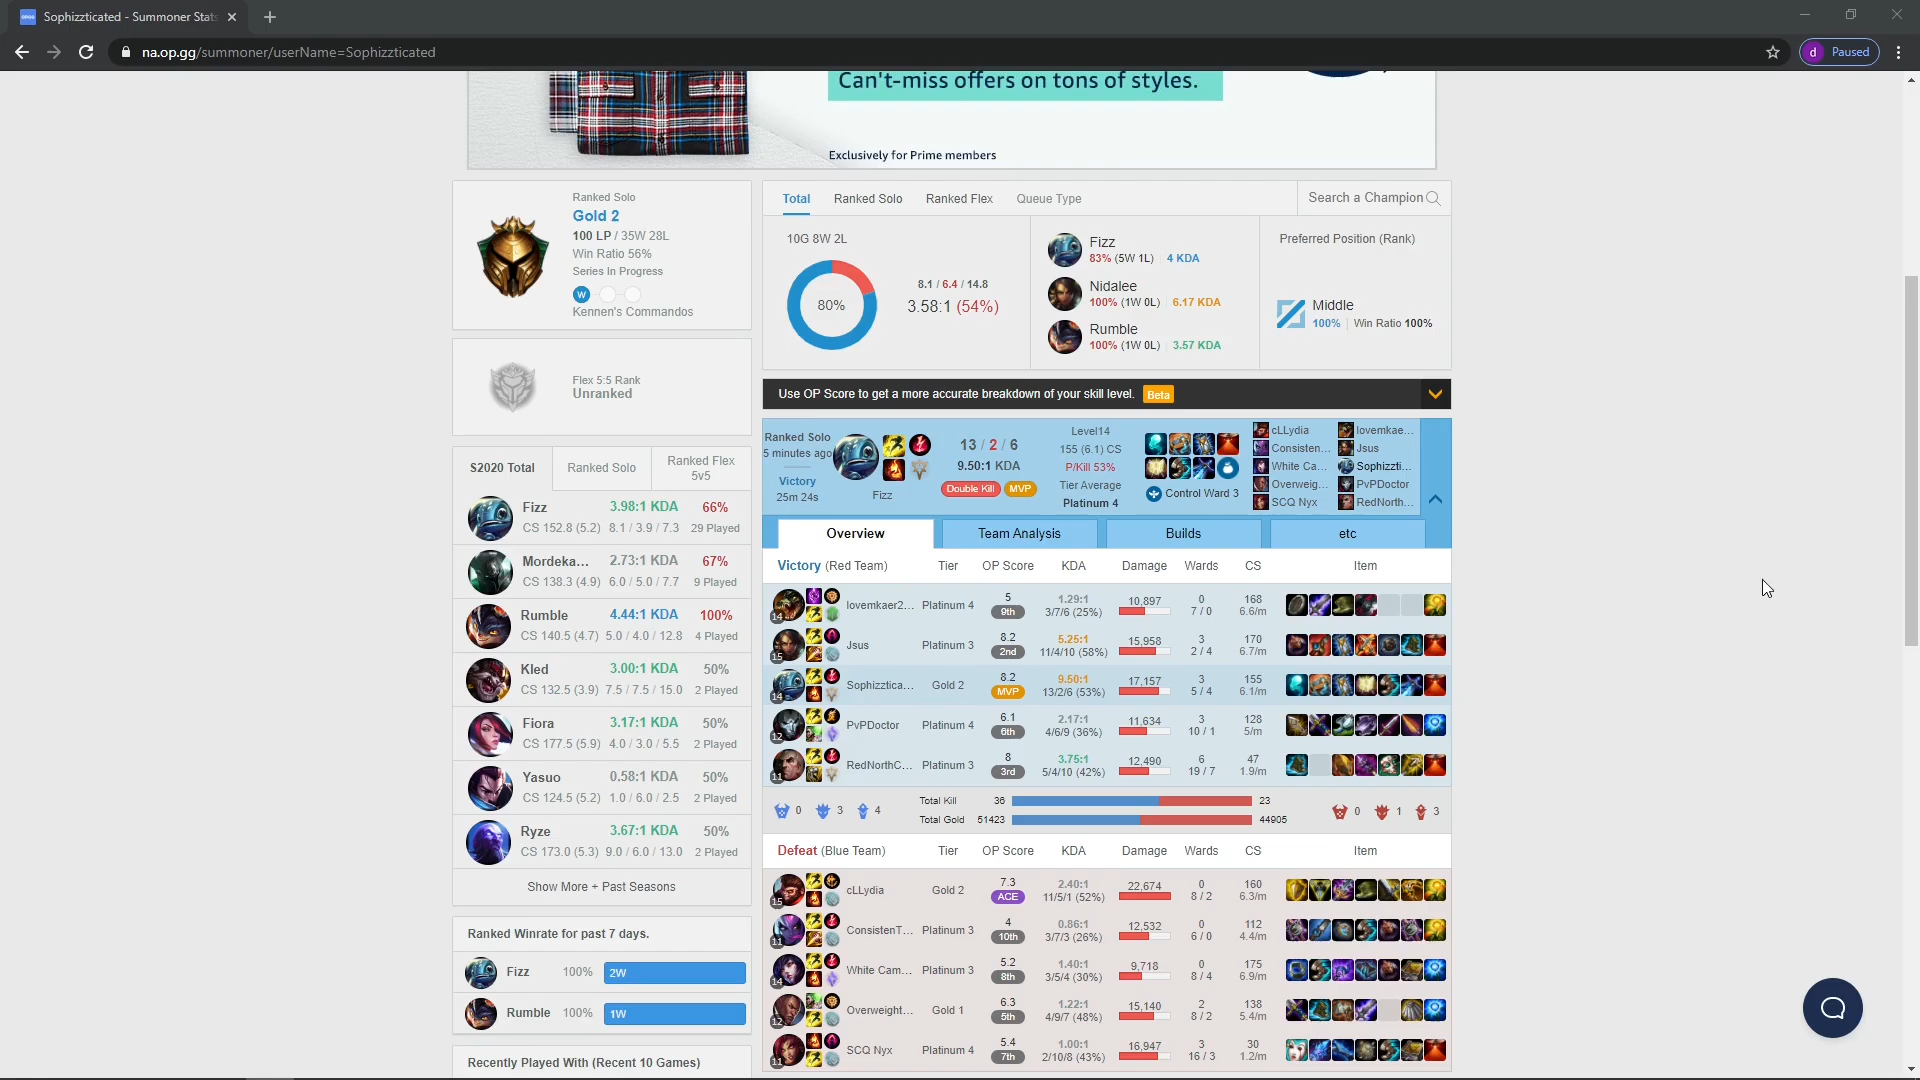 Sophizzticated - Summoner Stats
na.op.gg/summoner/userName=Sophizzticated
d Paused
Can't-miss offers on tons of styles.
Exclusively for Prime members
Ranked Solo
Gold 2
100 LP / 35W 28L
Win Ratio 56%
Series In Progress
W
Kennen's Commandos
Flex 5:5 Rank
Unranked
S2020 Total Ranked Solo Ranked Flex 5v5
Fizz 3.98:1 KDA 66%
CS 152.8 (5.2) 8.1 / 3.9 / 7.3 29 Played
Mordeka... 2.73:1 KDA 67%
CS 138.3 (4.9) 6.0 / 5.0 / 7.7 9 Played
Rumble 4.44:1 KDA 100%
CS 140.5 (4.7) 5.0 / 4.0 / 12.8 4 Played
Kled 3.00:1 KDA 50%
CS 132.5 (3.9) 7.5 / 7.5 / 15.0 2 Played
Fiora 3.17:1 KDA 50%
CS 177.5 (5.9) 4.0 / 3.0 / 5.5 2 Played
Yasuo 0.58:1 KDA 50%
CS 124.5 (5.2) 1.0 / 6.0 / 2.5 2 Played
Ryze 3.67:1 KDA 50%
CS 173.0 (5.3) 9.0 / 6.0 / 13.0 2 Played
Show More + Past Seasons
Ranked Winrate for past 7 days.
Fizz 100% 2W
Rumble 100% 1W
Recently Played With (Recent 10 Games)
Total Ranked Solo Ranked Flex Queue Type Search a Champion
10G 8W 2L
80%
8.1 / 6.4 / 14.8
3.58:1 (54%)
Fizz
83% (5W 1L) 4 KDA
Nidalee
100% (1W 0L) 6.17 KDA
Rumble
100% (1W 0L) 3.57 KDA
Preferred Position (Rank)
Middle
100% Win Ratio 100%
Use OP Score to get a more accurate breakdown of your skill level. Beta
Ranked Solo
5 minutes ago
Victory
25m 24s
Fizz
13 / 2 / 6
9.50:1 KDA
Double Kill MVP
Level14
155 (6.1) CS
P/Kill 53%
Tier Average
Platinum 4
Control Ward 3
cLLydia lovemkae...
Consisten... Jsus
White Ca... Sophizzti...
Overweig... PvPDoctor
SCQ Nyx RedNorth...
Overview Team Analysis Builds etc
Victory (Red Team) Tier OP Score KDA Damage Wards CS Item
14 lovemkaer2... Platinum 4 5 9th 1.29:1 3/7/6 (25%) 10,897 0 7 / 0 168 6.6/m
15 Jsus Platinum 3 8.2 2nd 5.25:1 11/4/10 (58%) 15,958 3 2 / 4 170 6.7/m
14 Sophizztica... Gold 2 8.2 MVP 9.50:1 13/2/6 (53%) 17,157 3 5 / 4 155 6.1/m
12 PvPDoctor Platinum 4 6.1 6th 2.17:1 4/6/9 (36%) 11,634 3 10 / 1 128 5/m
11 RedNorthC... Platinum 3 8 3rd 3.75:1 5/4/10 (42%) 12,490 6 19 / 7 47 1.9/m
0 3 4 Total Kill 36 23 0 1 3
Total Gold 51423 44905
Defeat (Blue Team) Tier OP Score KDA Damage Wards CS Item
15 cLLydia Gold 2 7.3 ACE 2.40:1 11/5/1 (52%) 22,674 0 8 / 2 160 6.3/m
11 ConsistenT... Platinum 3 4 10th 0.86:1 3/7/3 (26%) 12,532 0 6 / 0 112 4.4/m
14 White Cam... Platinum 3 5.2 8th 1.40:1 3/5/4 (30%) 9,718 0 8 / 4 175 6.9/m
12 Overweight... Gold 1 6.3 5th 1.22:1 4/9/7 (48%) 15,140 2 8 / 2 138 5.4/m
11 SCQ Nyx Platinum 4 5.4 7th 1.00:1 2/10/8 (43%) 16,947 3 16 / 3 30 1.2/m